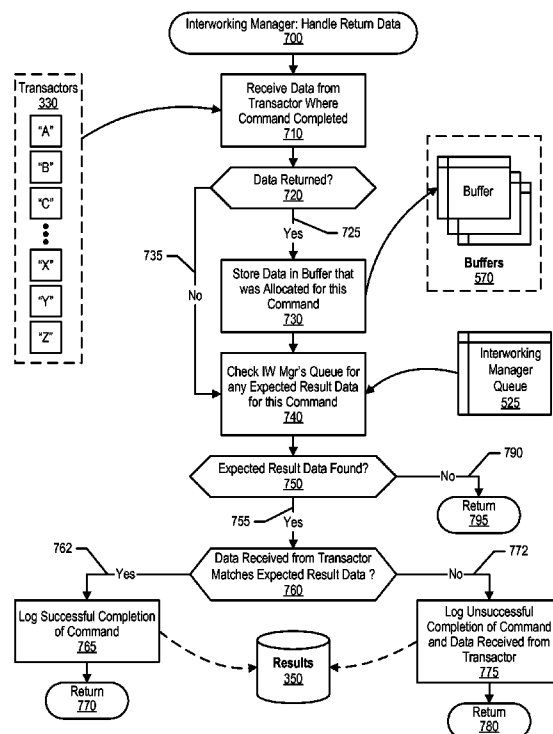 Interworking Manager: Handle Return Data
700
Transactors
330
"A"
"B"
"C"
"X"
"Y"
"Z"
Receive Data from
Transactor Where
Command Completed
710
Data Returned?
720
725
Yes
735
No
Store Data in Buffer that
was Allocated for this
Command
730
Buffer
Buffers
570
Check IW Mgr's Queue for
any Expected Result Data
for this Command
740
Interworking
Manager
Queue
525
Expected Result Data Found?
750
790
No
Return
795
755
Yes
762
Yes
Data Received from Transactor
Matches Expected Result Data ?
760
772
No
Log Successful Completion
of Command
765
Results
350
Log Unsuccessful
Completion of Command
and Data Received from
Transactor
775
Return
770
Return
780